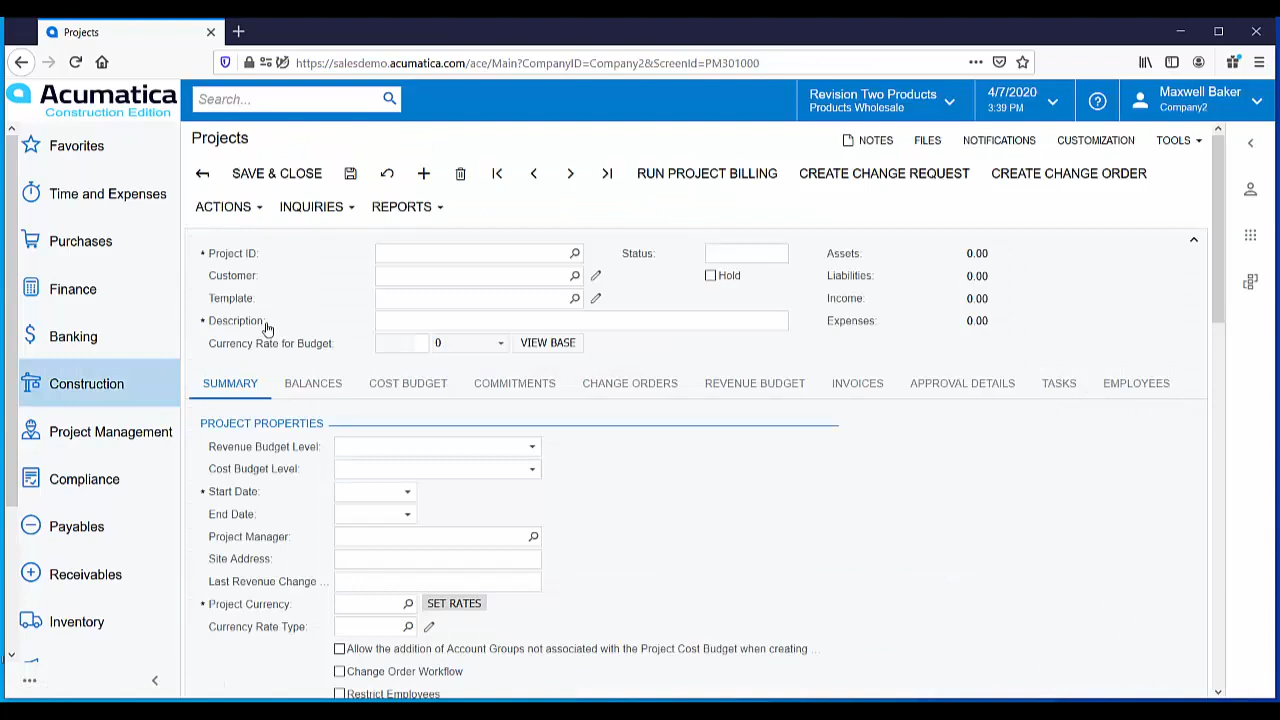 Projects
https://salesdemo.acumatica.com/ace/Main?CompanyID=Company2&ScreenId=PM301000
Acumatica
Construction Edition
Search...
Revision Two Products
Products Wholesale
4/7/2020
3:39 PM
Maxwell Baker
Company2
Favorites
Time and Expenses
Purchases
Finance
Banking
Construction
Project Management
Compliance
Payables
Receivables
Inventory
Projects
NOTES FILES NOTIFICATIONS CUSTOMIZATION TOOLS
SAVE & CLOSE RUN PROJECT BILLING CREATE CHANGE REQUEST CREATE CHANGE ORDER
ACTIONS INQUIRIES REPORTS
* Project ID: Status: Assets: 0.00
Customer: Hold Liabilities: 0.00
Template: Income: 0.00
* Description: Expenses: 0.00
Currency Rate for Budget: 0 VIEW BASE
SUMMARY BALANCES COST BUDGET COMMITMENTS CHANGE ORDERS REVENUE BUDGET INVOICES APPROVAL DETAILS TASKS EMPLOYEES
PROJECT PROPERTIES
Revenue Budget Level:
Cost Budget Level:
* Start Date:
End Date:
Project Manager:
Site Address:
Last Revenue Change ...
* Project Currency: SET RATES
Currency Rate Type:
Allow the addition of Account Groups not associated with the Project Cost Budget when creating ...
Change Order Workflow
Restrict Employees